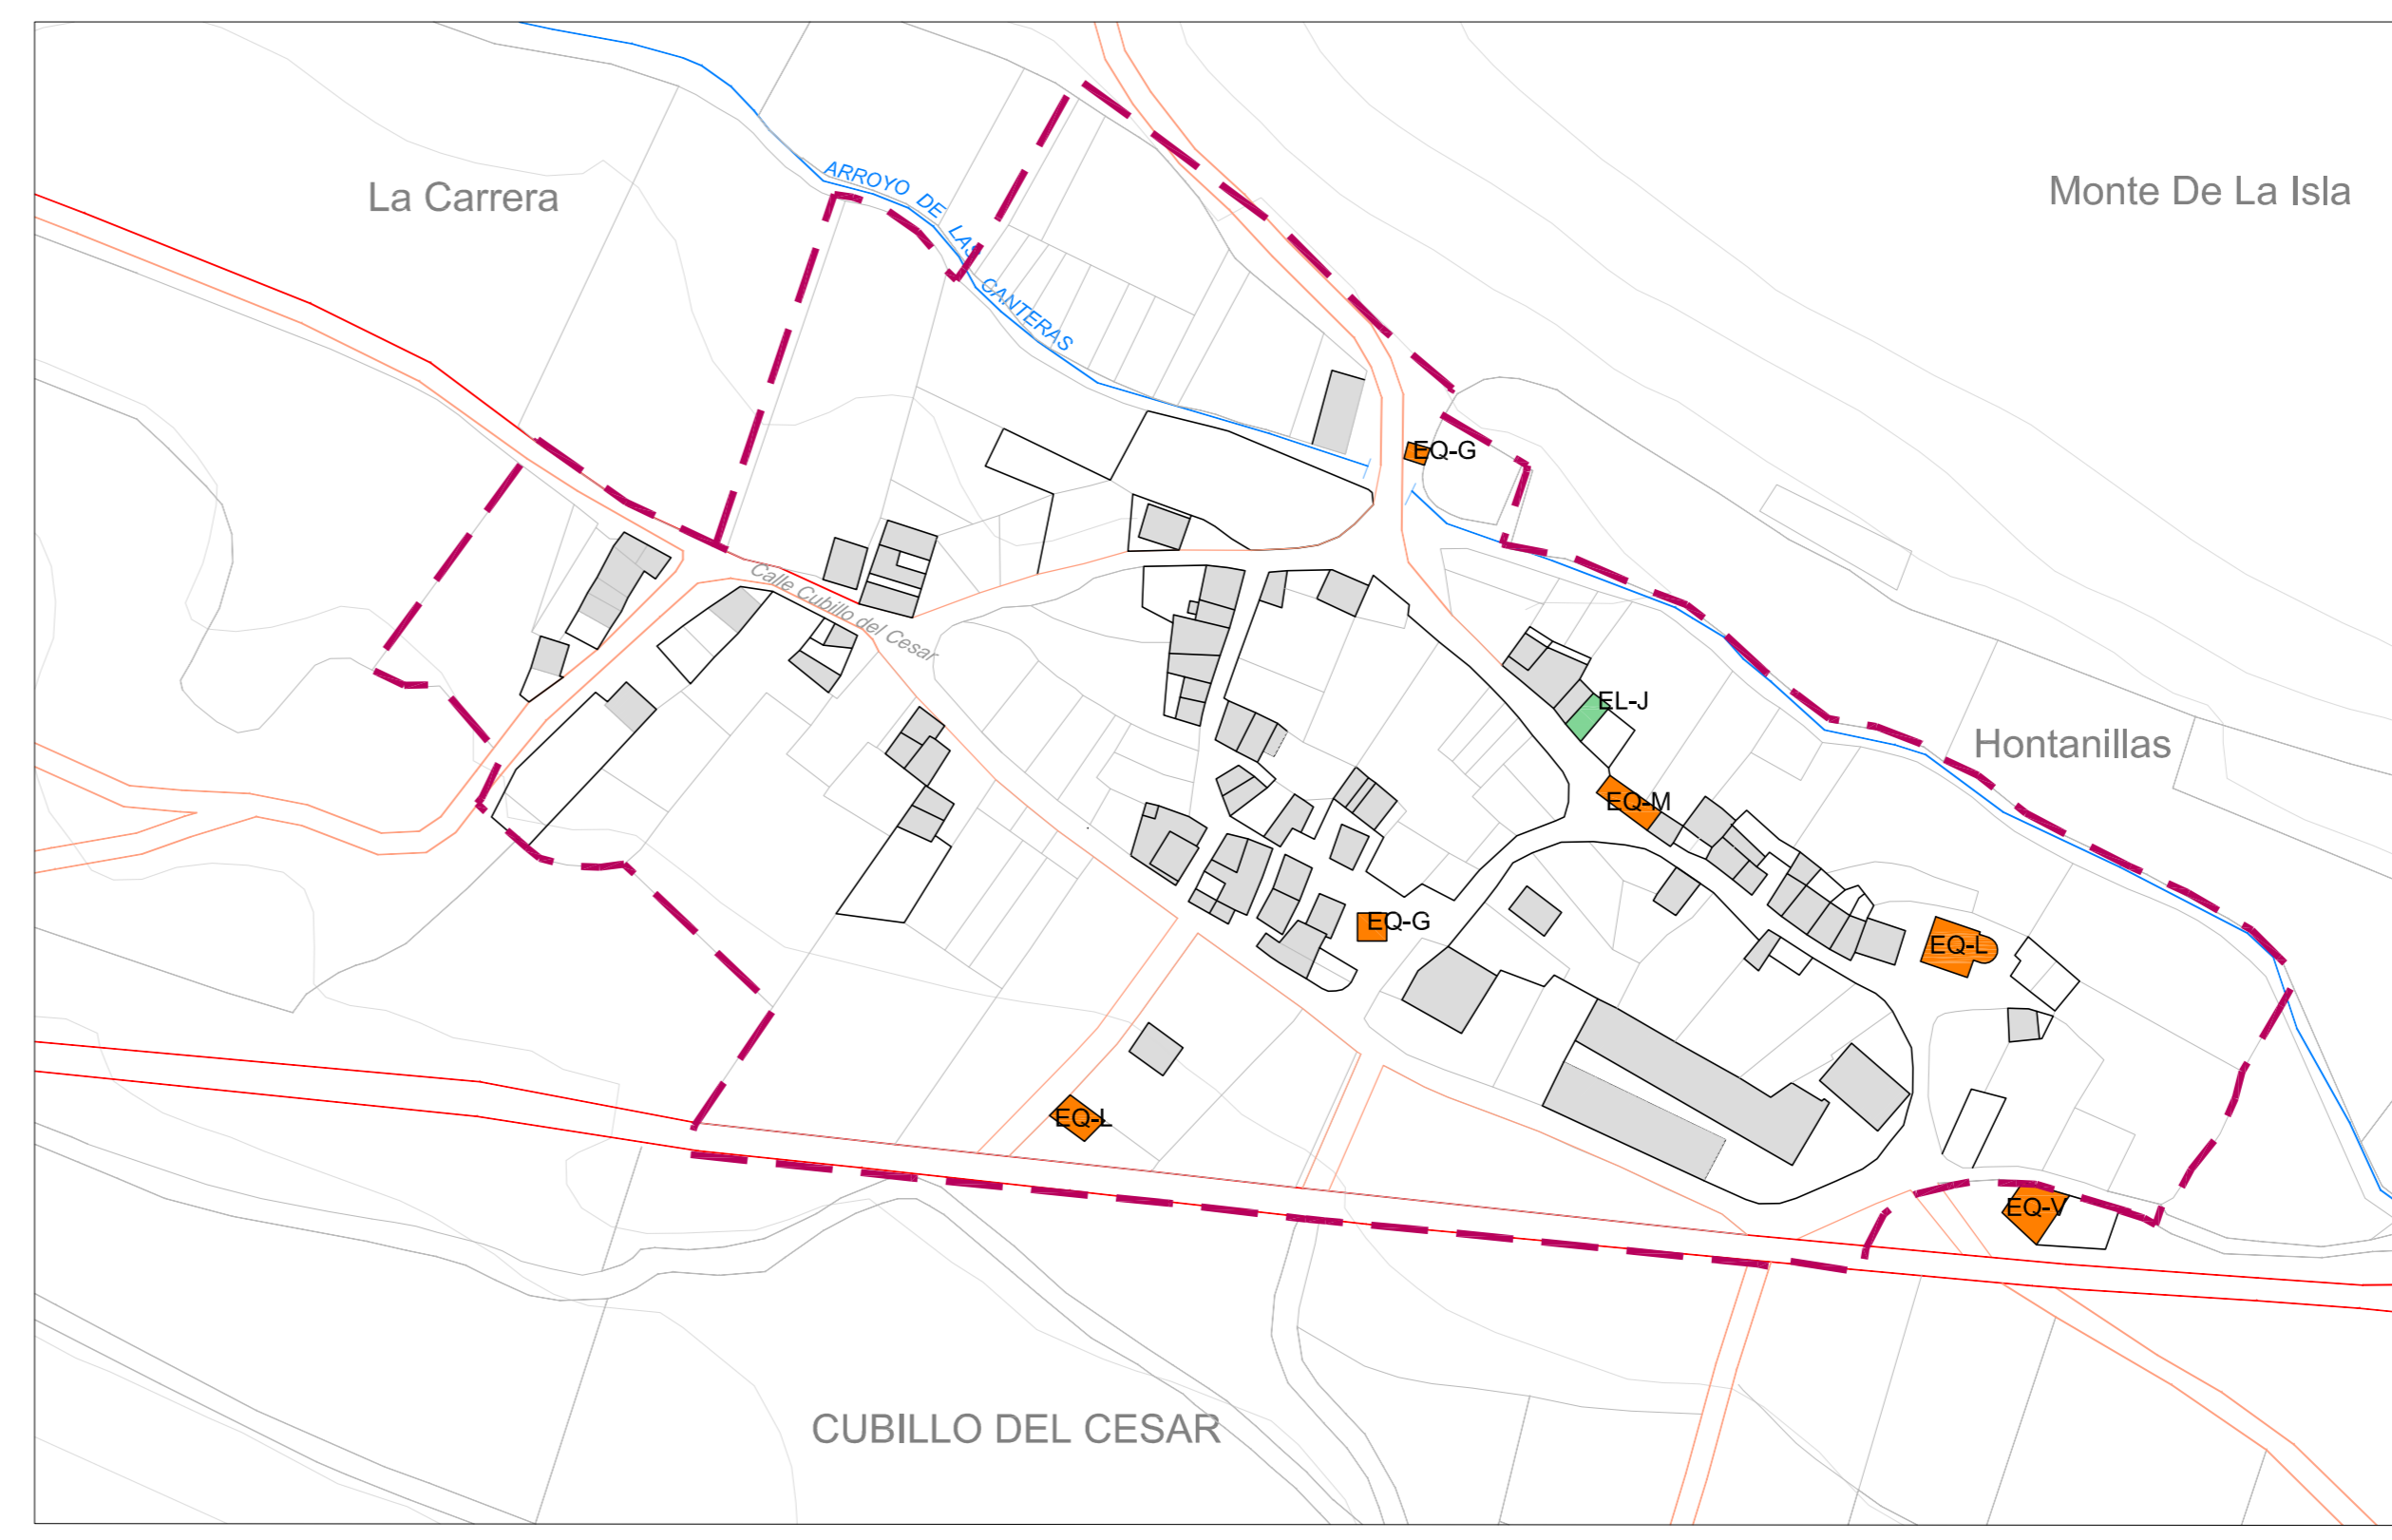 Monte De La Isla
La Carrera
ARROYO DE LAS CANTERAS
EQ-G
Calle Cubillo del Cesar
EL-J
Hontanillas
EQ-M
EQ-G
EQ-L
EQ-L
EQ-V
CUBILLO DEL CESAR